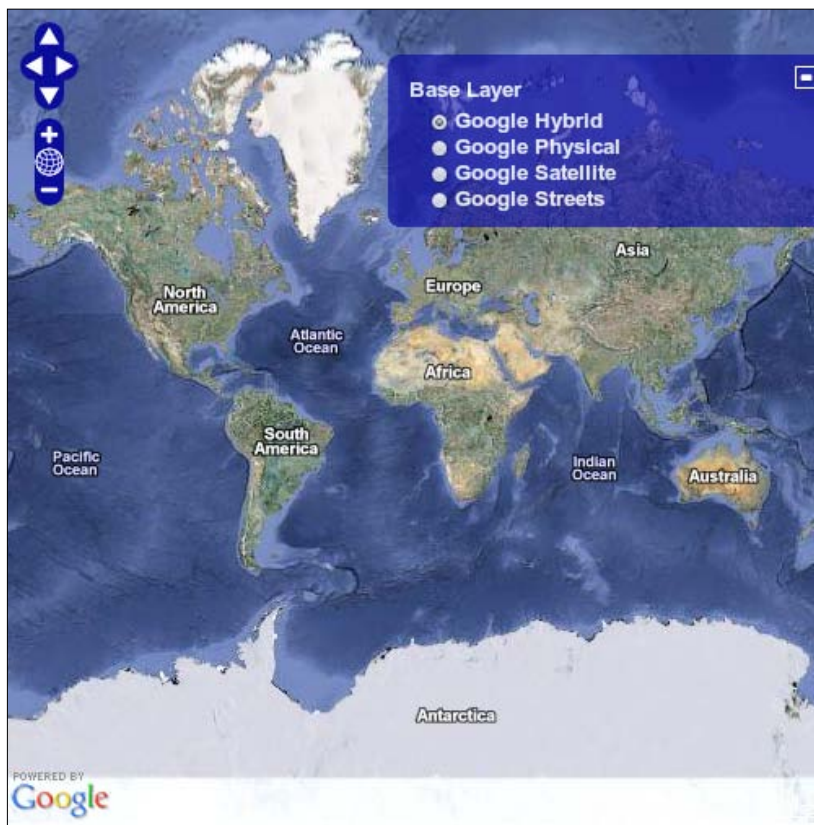 Base Layer
Google Hybrid
Google Physical
Google Satellite
Google Streets
Asia
Europe
North
America
Atlantic
Ocean
Africa
South
America
Pacific
Ocean
Indian
Ocean
Australia
Antarctica
POWERED BY
Google